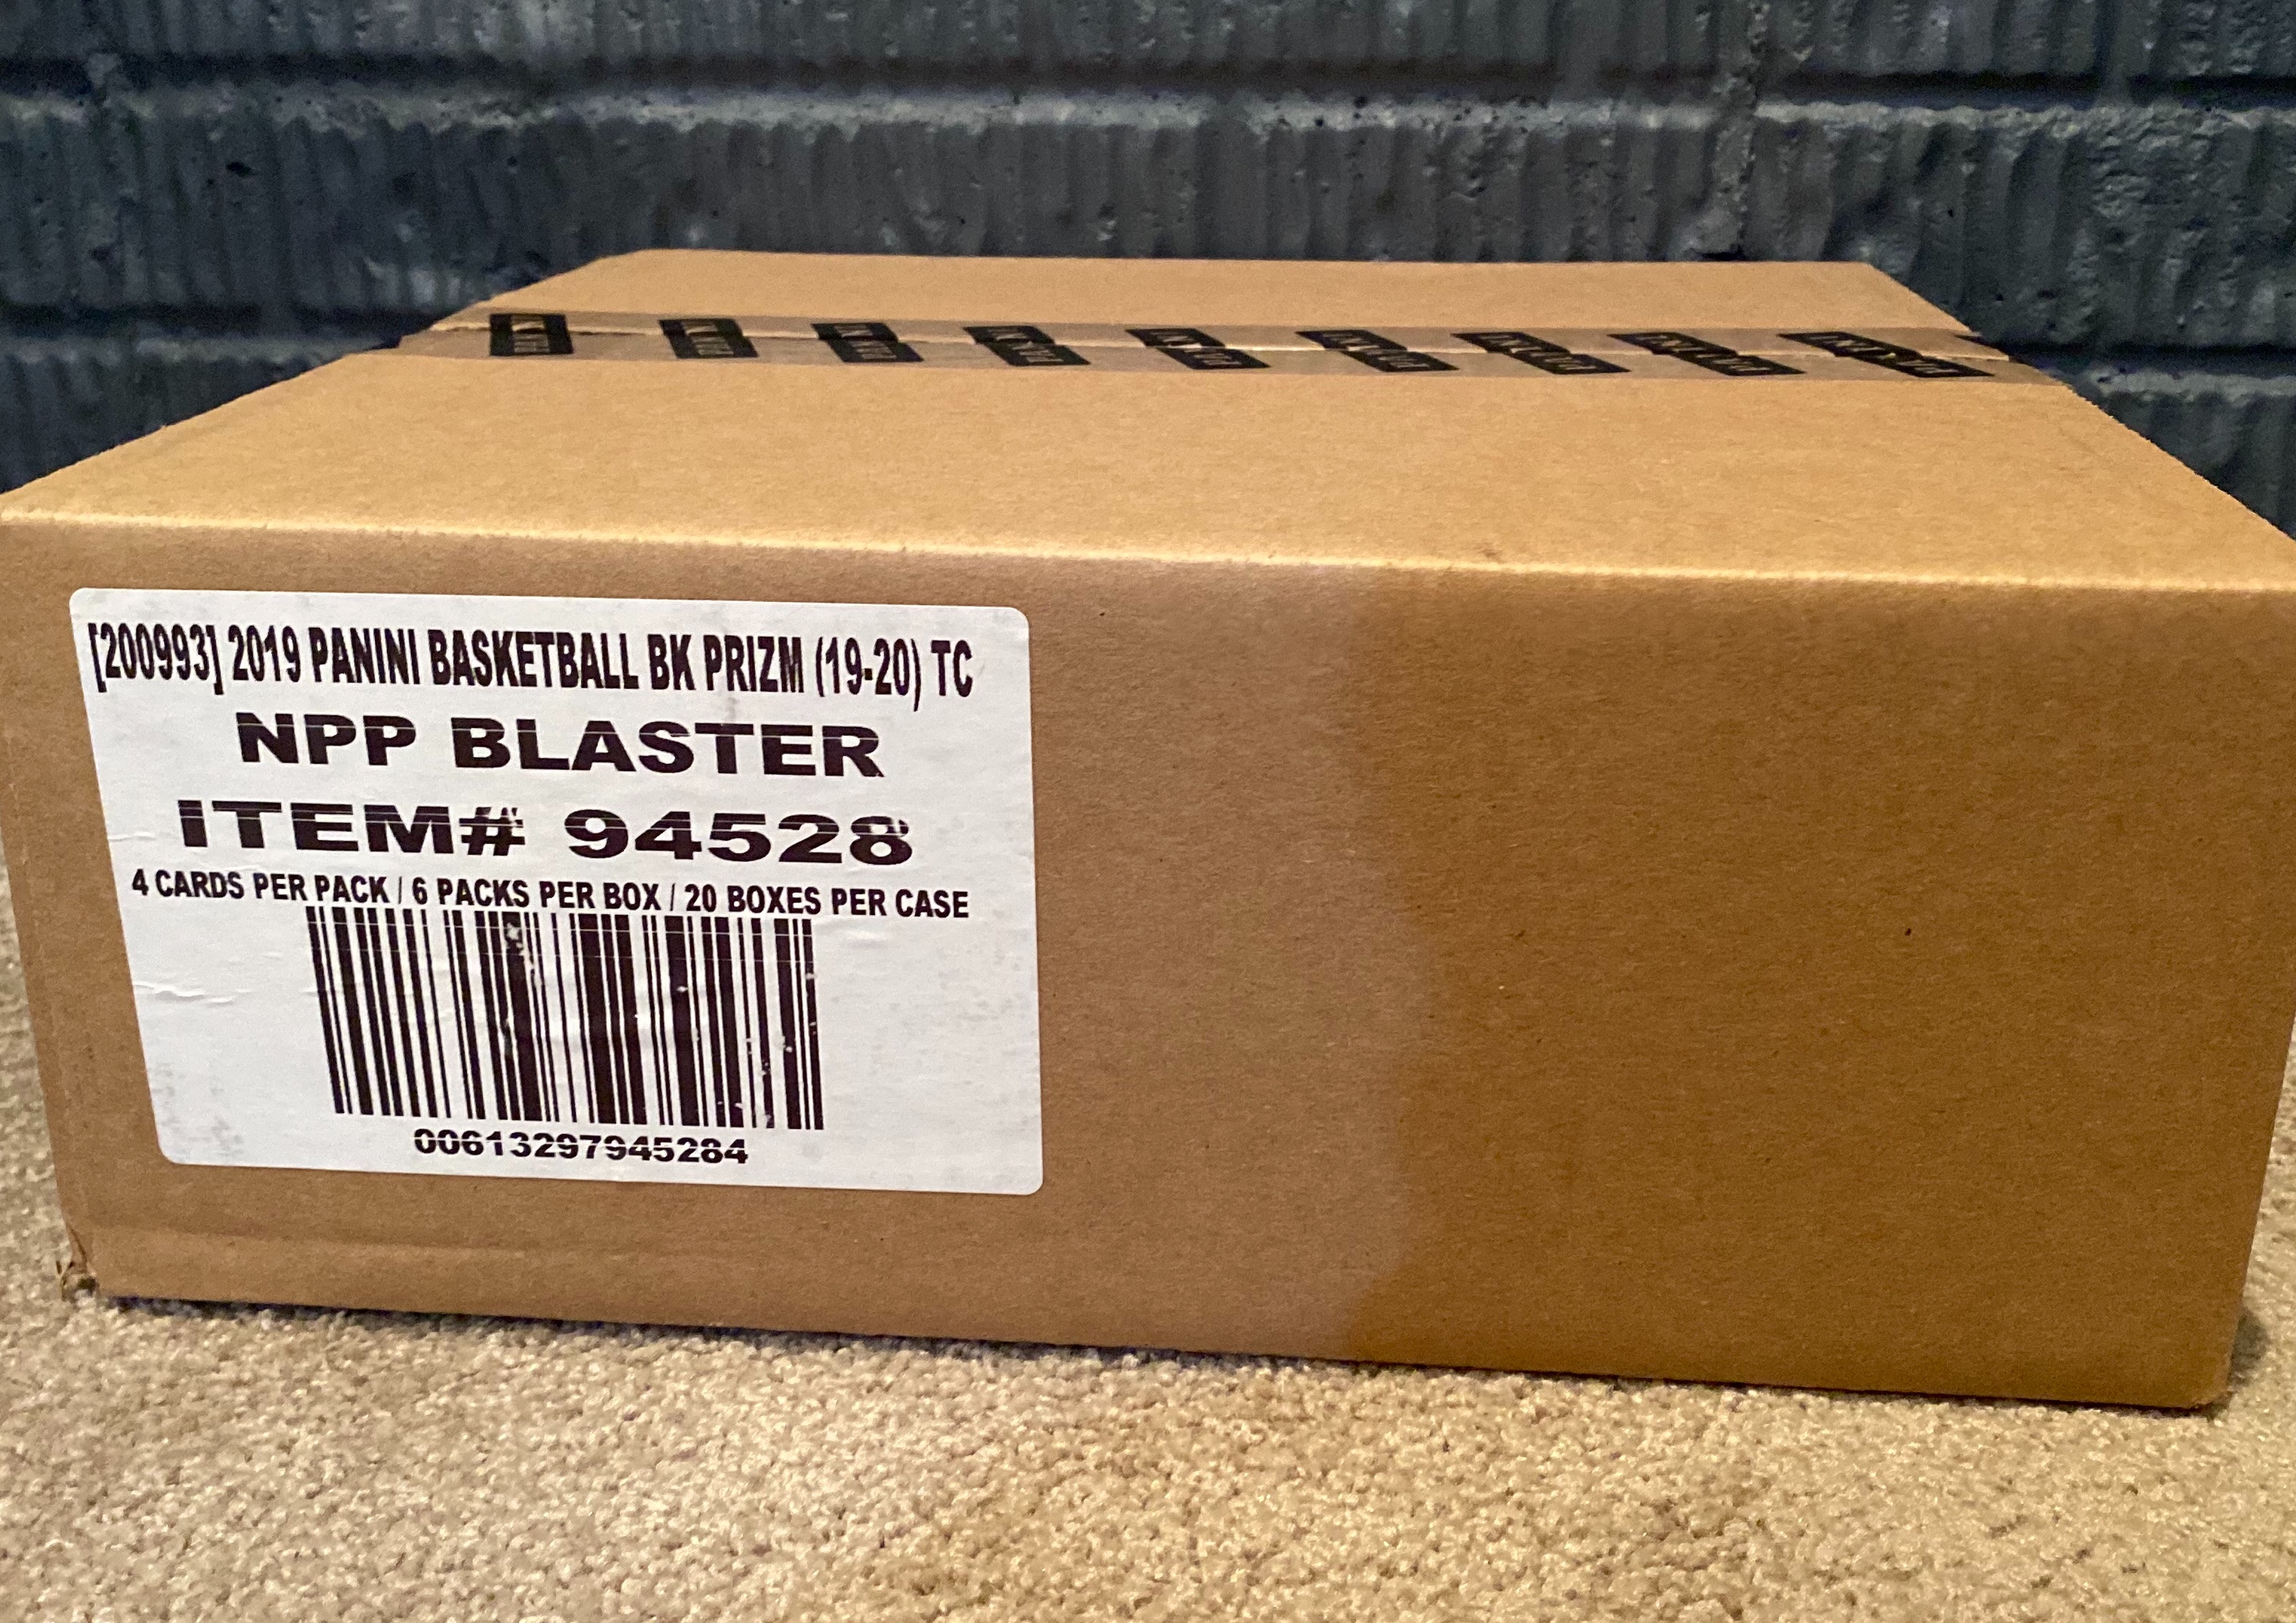 [200993] 2019 PANINI BASKETBALL BK PRIZM (19-20) TC
NPP BLASTER
ITEM# 94528
4 CARDS PER PACK / 6 PACKS PER BOX / 20 BOXES PER CASE
00613297945284